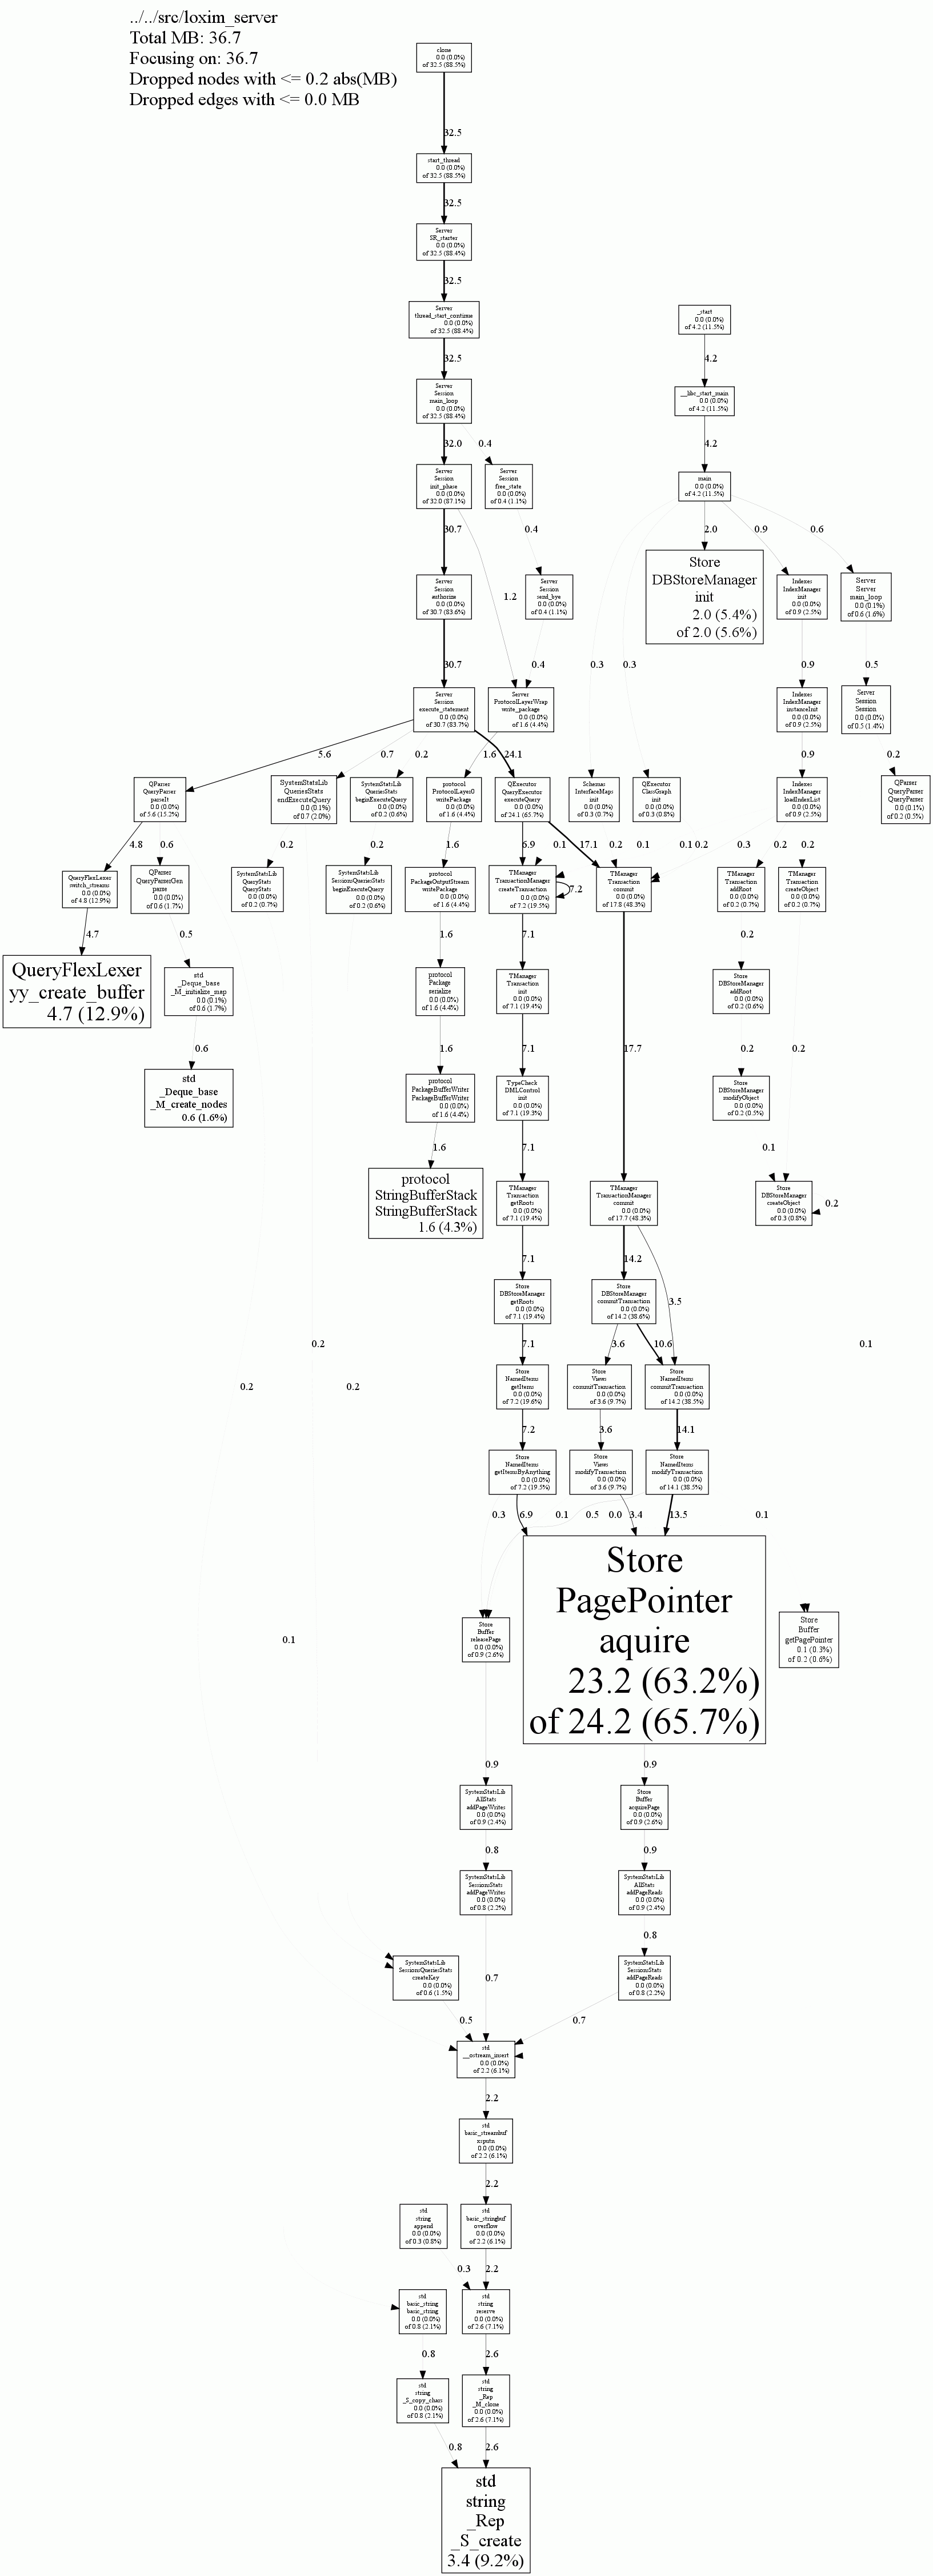 ../../src/loxim_server
Total MB: 36.7
Focusing on: 36.7
Dropped nodes with <= 0.2 abs(MB)
Dropped edges with <= 0.0 MB
clone
0.0 (0.0%)
of 32.5 (88.5%)
32.5
start_thread
0.0 (0.0%)
of 32.5 (88.5%)
32.5
Server
SR_starter
0.0 (0.0%)
of 32.5 (88.4%)
32.5
Server
thread_start_continue
0.0 (0.0%)
of 32.5 (88.4%)
_start
0.0 (0.0%)
of 4.2 (11.5%)
32.5
4.2
Server
Session
main_loop
0.0 (0.0%)
of 32.5 (88.4%)
__libc_start_main
0.0 (0.0%)
of 4.2 (11.5%)
32.0
0.4
4.2
Server
Session
init_phase
0.0 (0.0%)
of 32.0 (87.1%)
Server
Session
free_state
0.0 (0.0%)
of 0.4 (1.1%)
main
0.0 (0.0%)
of 4.2 (11.5%)
30.7
0.4
2.0
0.9
0.6
Server
Session
authorize
0.0 (0.0%)
of 30.7 (83.6%)
1.2
Server
Session
send_bye
0.0 (0.0%)
of 0.4 (1.1%)
Store
DBStoreManager
init
2.0 (5.4%)
of 2.0 (5.6%)
Indexes
IndexManager
init
0.0 (0.0%)
of 0.9 (2.5%)
Server
Server
main_loop
0.0 (0.1%)
of 0.6 (1.6%)
30.7
0.4
0.3
0.3
0.9
0.5
Server
Session
execute_statement
0.0 (0.0%)
of 30.7 (83.7%)
Server
ProtocolLayerWrap
write_package
0.0 (0.0%)
of 1.6 (4.4%)
Indexes
IndexManager
instanceInit
0.0 (0.0%)
of 0.9 (2.5%)
Server
Session
Session
0.0 (0.0%)
of 0.5 (1.4%)
5.6
0.7
0.2
1.6
24.1
0.9
0.2
QParser
QueryParser
parseIt
0.0 (0.0%)
of 5.6 (15.2%)
SystemStatsLib
QueriesStats
endExecuteQuery
0.0 (0.1%)
of 0.7 (2.0%)
SystemStatsLib
QueriesStats
beginExecuteQuery
0.0 (0.0%)
of 0.2 (0.6%)
protocol
ProtocolLayer0
writePackage
0.0 (0.0%)
of 1.6 (4.4%)
QExecutor
QueryExecutor
executeQuery
0.0 (0.0%)
of 24.1 (65.7%)
Schemas
InterfaceMaps
init
0.0 (0.0%)
of 0.3 (0.7%)
QExecutor
ClassGraph
init
0.0 (0.0%)
of 0.3 (0.8%)
Indexes
IndexManager
loadIndexList
0.0 (0.0%)
of 0.9 (2.5%)
QParser
QueryParser
QueryParser
0.0 (0.1%)
of 0.2 (0.5%)
4.8
0.6
0.2
0.2
1.6
6.9
0.1
17.1
0.2
0.1
0.1
0.2
0.3
0.2
0.2
QueryFlexLexer
switch_streams
0.0 (0.0%)
of 4.8 (12.9%)
QParser
QueryParserGen
parse
0.0 (0.0%)
of 0.6 (1.7%)
SystemStatsLib
QueryStats
QueryStats
0.0 (0.0%)
of 0.2 (0.7%)
SystemStatsLib
SessionsQueriesStats
beginExecuteQuery
0.0 (0.0%)
of 0.2 (0.6%)
protocol
PackageOutputStream
writePackage
0.0 (0.0%)
of 1.6 (4.4%)
TManager
TransactionManager
createTransaction
0.0 (0.0%)
of 7.2 (19.5%)
7.2
TManager
Transaction
commit
0.0 (0.0%)
of 17.8 (48.3%)
TManager
Transaction
addRoot
0.0 (0.0%)
of 0.2 (0.7%)
TManager
Transaction
createObject
0.0 (0.0%)
of 0.2 (0.7%)
4.7
0.5
1.6
7.1
0.2
QueryFlexLexer
yy_create_buffer
4.7 (12.9%)
std
_Deque_base
_M_initialize_map
0.0 (0.1%)
of 0.6 (1.7%)
protocol
Package
serialize
0.0 (0.0%)
of 1.6 (4.4%)
TManager
Transaction
init
0.0 (0.0%)
of 7.1 (19.4%)
Store
DBStoreManager
addRoot
0.0 (0.0%)
of 0.2 (0.6%)
0.6
1.6
7.1
17.7
0.2
0.2
std
_Deque_base
_M_create_nodes
0.6 (1.6%)
protocol
PackageBufferWriter
PackageBufferWriter
0.0 (0.0%)
of 1.6 (4.4%)
TypeCheck
DMLControl
init
0.0 (0.0%)
of 7.1 (19.3%)
Store
DBStoreManager
modifyObject
0.0 (0.0%)
of 0.2 (0.5%)
1.6
7.1
0.1
protocol
StringBufferStack
StringBufferStack
1.6 (4.3%)
TManager
Transaction
getRoots
0.0 (0.0%)
of 7.1 (19.4%)
TManager
TransactionManager
commit
0.0 (0.0%)
of 17.7 (48.3%)
Store
DBStoreManager
createObject
0.0 (0.0%)
of 0.3 (0.8%)
0.2
7.1
14.2
3.5
Store
DBStoreManager
getRoots
0.0 (0.0%)
of 7.1 (19.4%)
Store
DBStoreManager
commitTransaction
0.0 (0.0%)
of 14.2 (38.6%)
0.2
7.1
3.6
10.6
0.1
0.2
0.2
Store
NamedItems
getItems
0.0 (0.0%)
of 7.2 (19.6%)
Store
Views
commitTransaction
0.0 (0.0%)
of 3.6 (9.7%)
Store
NamedItems
commitTransaction
0.0 (0.0%)
of 14.2 (38.5%)
7.2
3.6
14.1
Store
NamedItems
getItemsByAnything
0.0 (0.0%)
of 7.2 (19.5%)
Store
Views
modifyTransaction
0.0 (0.0%)
of 3.6 (9.7%)
Store
NamedItems
modifyTransaction
0.0 (0.0%)
of 14.1 (38.5%)
0.3
6.9
0.1
0.5
0.0
3.4
13.5
0.1
Store
PagePointer
aquire
23.2 (63.2%)
of 24.2 (65.7%)
0.1
Store
Buffer
releasePage
0.0 (0.0%)
of 0.9 (2.6%)
Store
Buffer
getPagePointer
0.1 (0.3%)
of 0.2 (0.6%)
0.9
0.9
SystemStatsLib
AllStats
addPageWrites
0.0 (0.0%)
of 0.9 (2.4%)
Store
Buffer
acquirePage
0.0 (0.0%)
of 0.9 (2.6%)
0.8
0.9
SystemStatsLib
SessionsStats
addPageWrites
0.0 (0.0%)
of 0.8 (2.2%)
SystemStatsLib
AllStats
addPageReads
0.0 (0.0%)
of 0.9 (2.4%)
0.8
SystemStatsLib
SessionsQueriesStats
createKey
0.0 (0.0%)
of 0.6 (1.5%)
0.7
SystemStatsLib
SessionsStats
addPageReads
0.0 (0.0%)
of 0.8 (2.2%)
0.5
0.7
std
__ostream_insert
0.0 (0.0%)
of 2.2 (6.1%)
2.2
std
basic_streambuf
xsputn
0.0 (0.0%)
of 2.2 (6.1%)
2.2
std
string
append
0.0 (0.0%)
of 0.3 (0.8%)
std
basic_stringbuf
overflow
0.0 (0.0%)
of 2.2 (6.1%)
0.3
2.2
std
basic_string
basic_string
0.0 (0.0%)
of 0.8 (2.1%)
std
string
reserve
0.0 (0.0%)
of 2.6 (7.1%)
0.8
2.6
std
string
_S_copy_chars
0.0 (0.0%)
of 0.8 (2.1%)
std
string
_Rep
_M_clone
0.0 (0.0%)
of 2.6 (7.1%)
0.8
2.6
std
string
_Rep
_S_create
3.4 (9.2%)